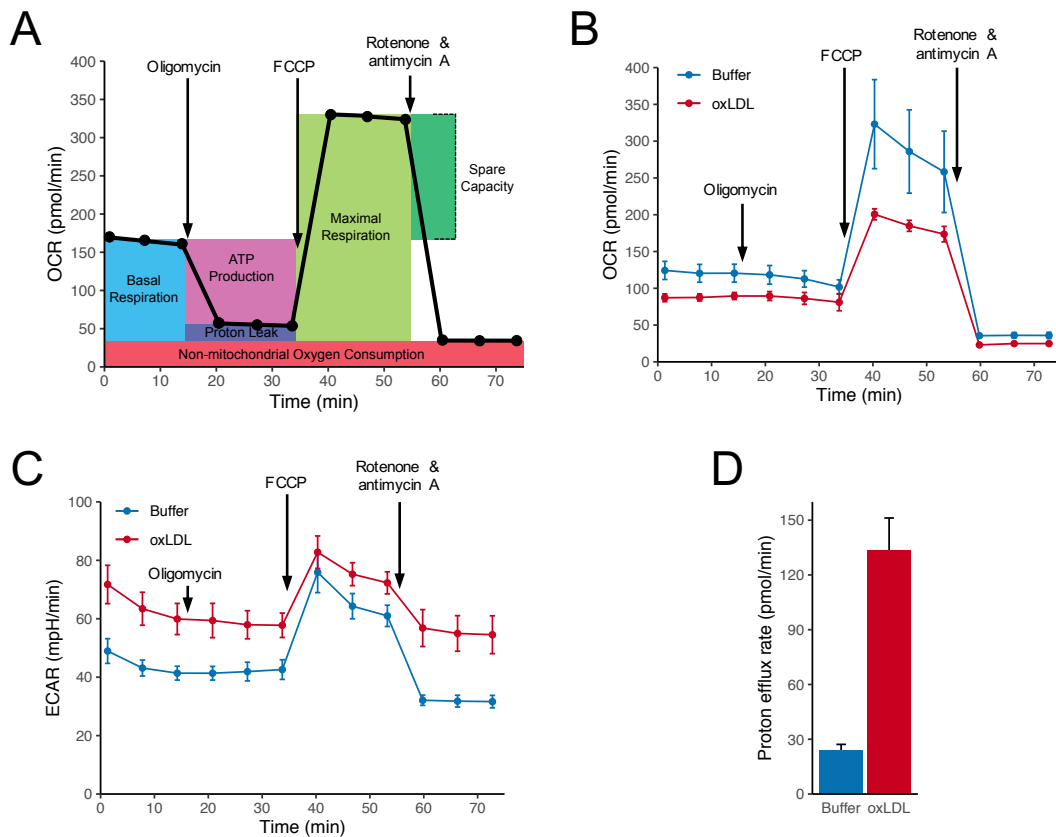 A
Rotenone &
antimycin A
Oligomycin
FCCP
400
350
300
250
200
150
100
50
0
OCR (pmol/min)
Spare
Capacity
Maximal
Respiration
ATP
Production
Basal
Respiration
Proton Leak
Non-mitochondrial Oxygen Consumption
0 10 20 30 40 50 60 70
Time (min)
B
Rotenone &
antimycin A
FCCP
Buffer
oxLDL
Oligomycin
400
350
300
250
200
150
100
50
0
OCR (pmol/min)
0 10 20 30 40 50 60 70
Time (min)
C
Rotenone &
antimycin A
FCCP
Buffer
oxLDL
Oligomycin
100
80
60
40
20
0
ECAR (mpH/min)
0 10 20 30 40 50 60 70
Time (min)
D
150
120
90
60
30
0
Proton efflux rate (pmol/min)
Buffer oxLDL